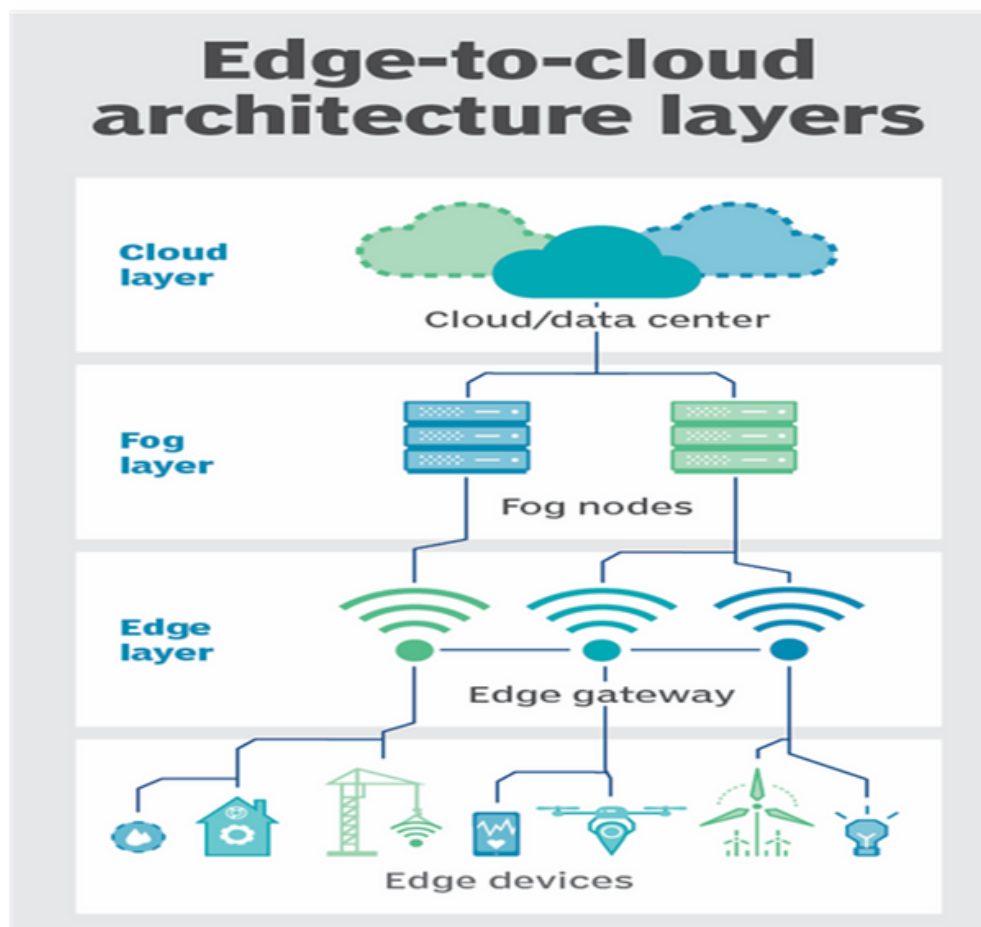 Edge-to-cloud
architecture layers
Cloud
layer
Cloud/data center
Fog
layer
Fog nodes
Edge
layer
Edge gateway
Edge devices